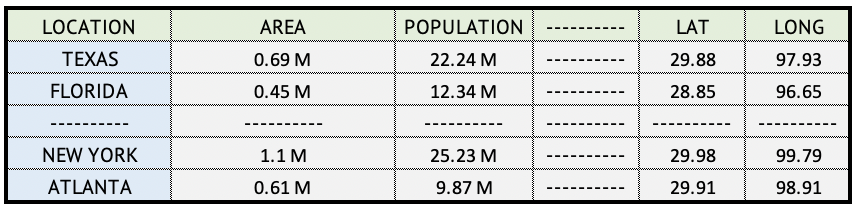 LOCATION AREA POPULATION ---------- LAT LONG
TEXAS 0.69 M 22.24 M ---------- 29.88 97.93
FLORIDA 0.45 M 12.34 M ---------- 28.85 96.65
---------- ---------- ---------- ---------- ---------- ----------
NEW YORK 1.1 M 25.23 M ---------- 29.98 99.79
ATLANTA 0.61 M 9.87 M ---------- 29.91 98.91